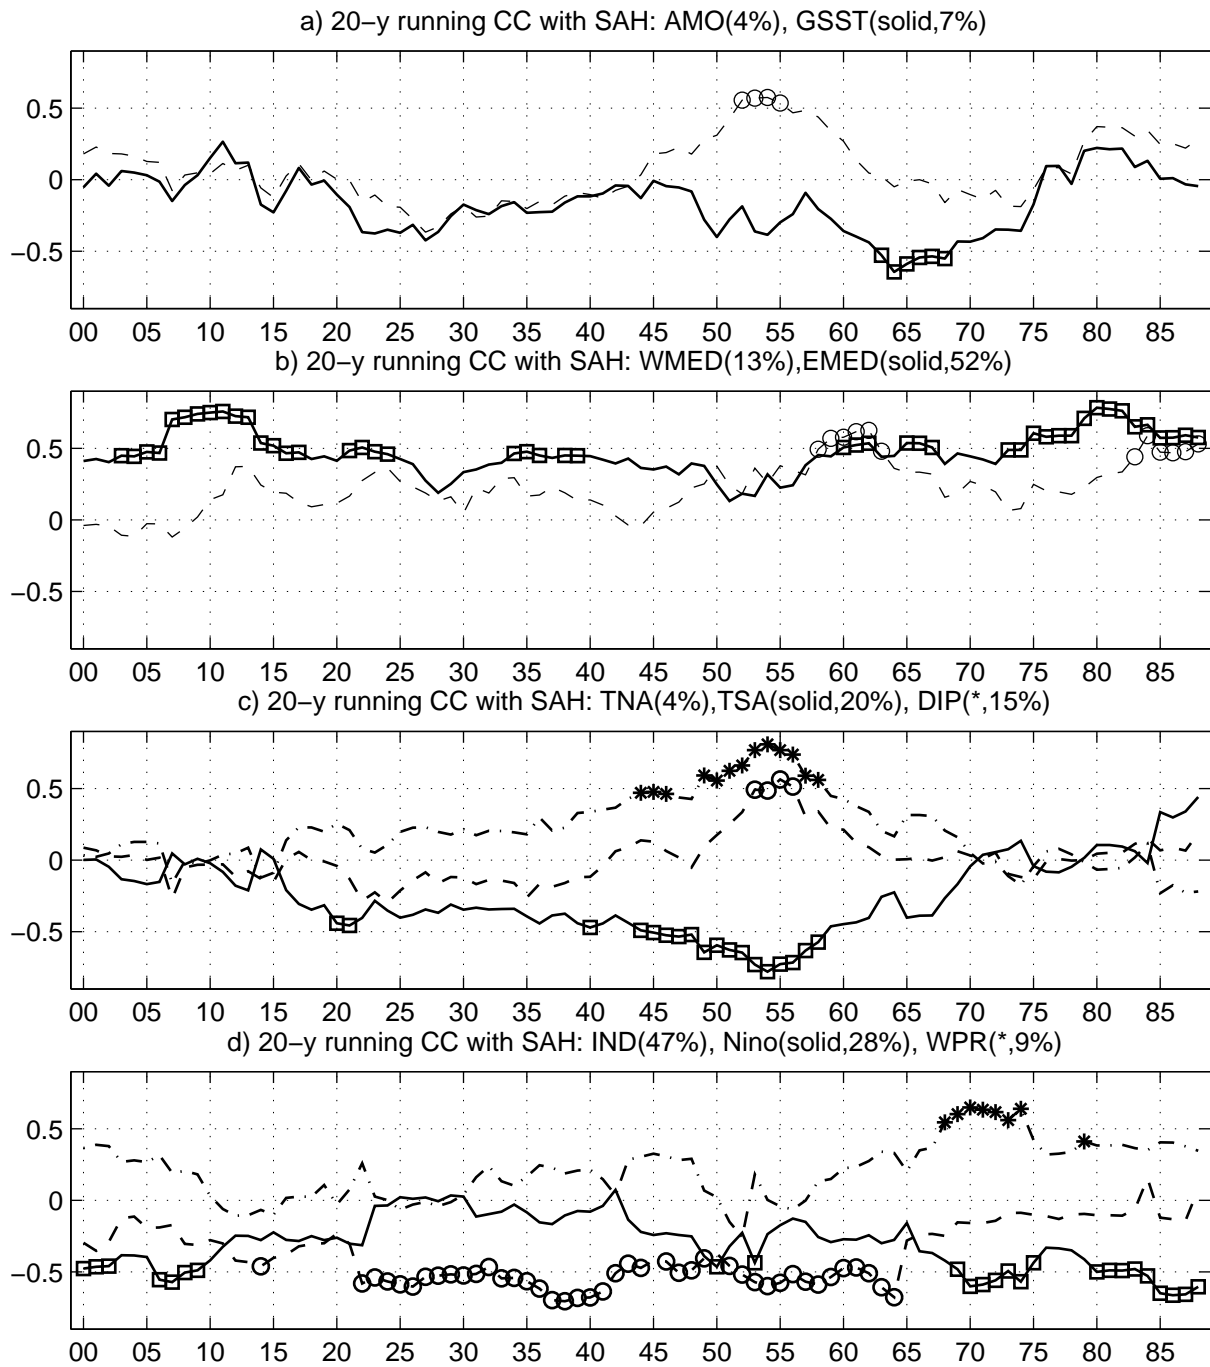 a) 20−y running CC with SAH: AMO(4%), GSST(solid,7%)
0.5
0
−0.5
00 05 10 15 20 25 30 35 40 45 50 55 60 65 70 75 80 85
b) 20−y running CC with SAH: WMED(13%),EMED(solid,52%)
0.5
0
−0.5
00 05 10 15 20 25 30 35 40 45 50 55 60 65 70 75 80 85
c) 20−y running CC with SAH: TNA(4%),TSA(solid,20%), DIP(*,15%)
0.5
0
−0.5
00 05 10 15 20 25 30 35 40 45 50 55 60 65 70 75 80 85
d) 20−y running CC with SAH: IND(47%), Nino(solid,28%), WPR(*,9%)
0.5
0
−0.5
00 05 10 15 20 25 30 35 40 45 50 55 60 65 70 75 80 85